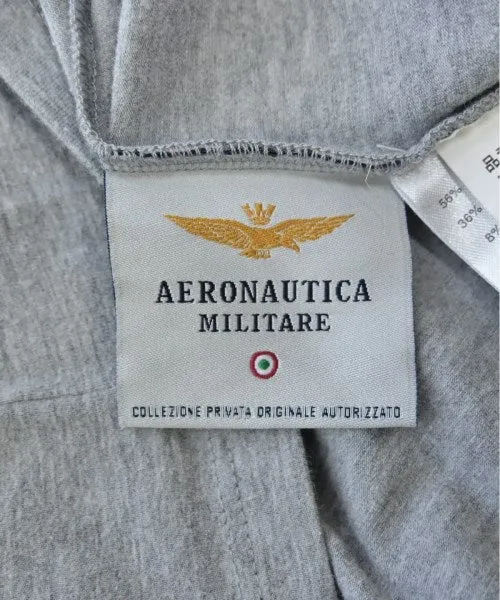 AERONAUTICA
MILITARE
COLLEZIONE PRIVATA ORIGINALE AUTORIZZATO
56%
36%
8%